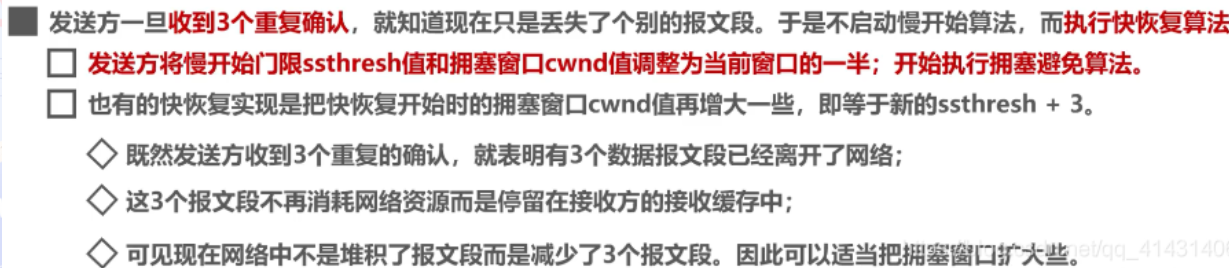 发送方一旦收到3个重复确认，就知道现在只是丢失了个别的报文段。于是不启动慢开始算法，而执行快恢复算法
发送方将慢开始门限ssthresh值和拥塞窗口cwnd值调整为当前窗口的一半；开始执行拥塞避免算法。
也有的快恢复实现是把快恢复开始时的拥塞窗口cwnd值再增大一些，即等于新的ssthresh + 3。
既然发送方收到3个重复的确认，就表明有3个数据报文段已经离开了网络；
这3个报文段不再消耗网络资源而是停留在接收方的接收缓存中；
可见现在网络中不是堆积了报文段而是减少了3个报文段。因此可以适当把拥塞窗口扩大些。
net/qq_41431406